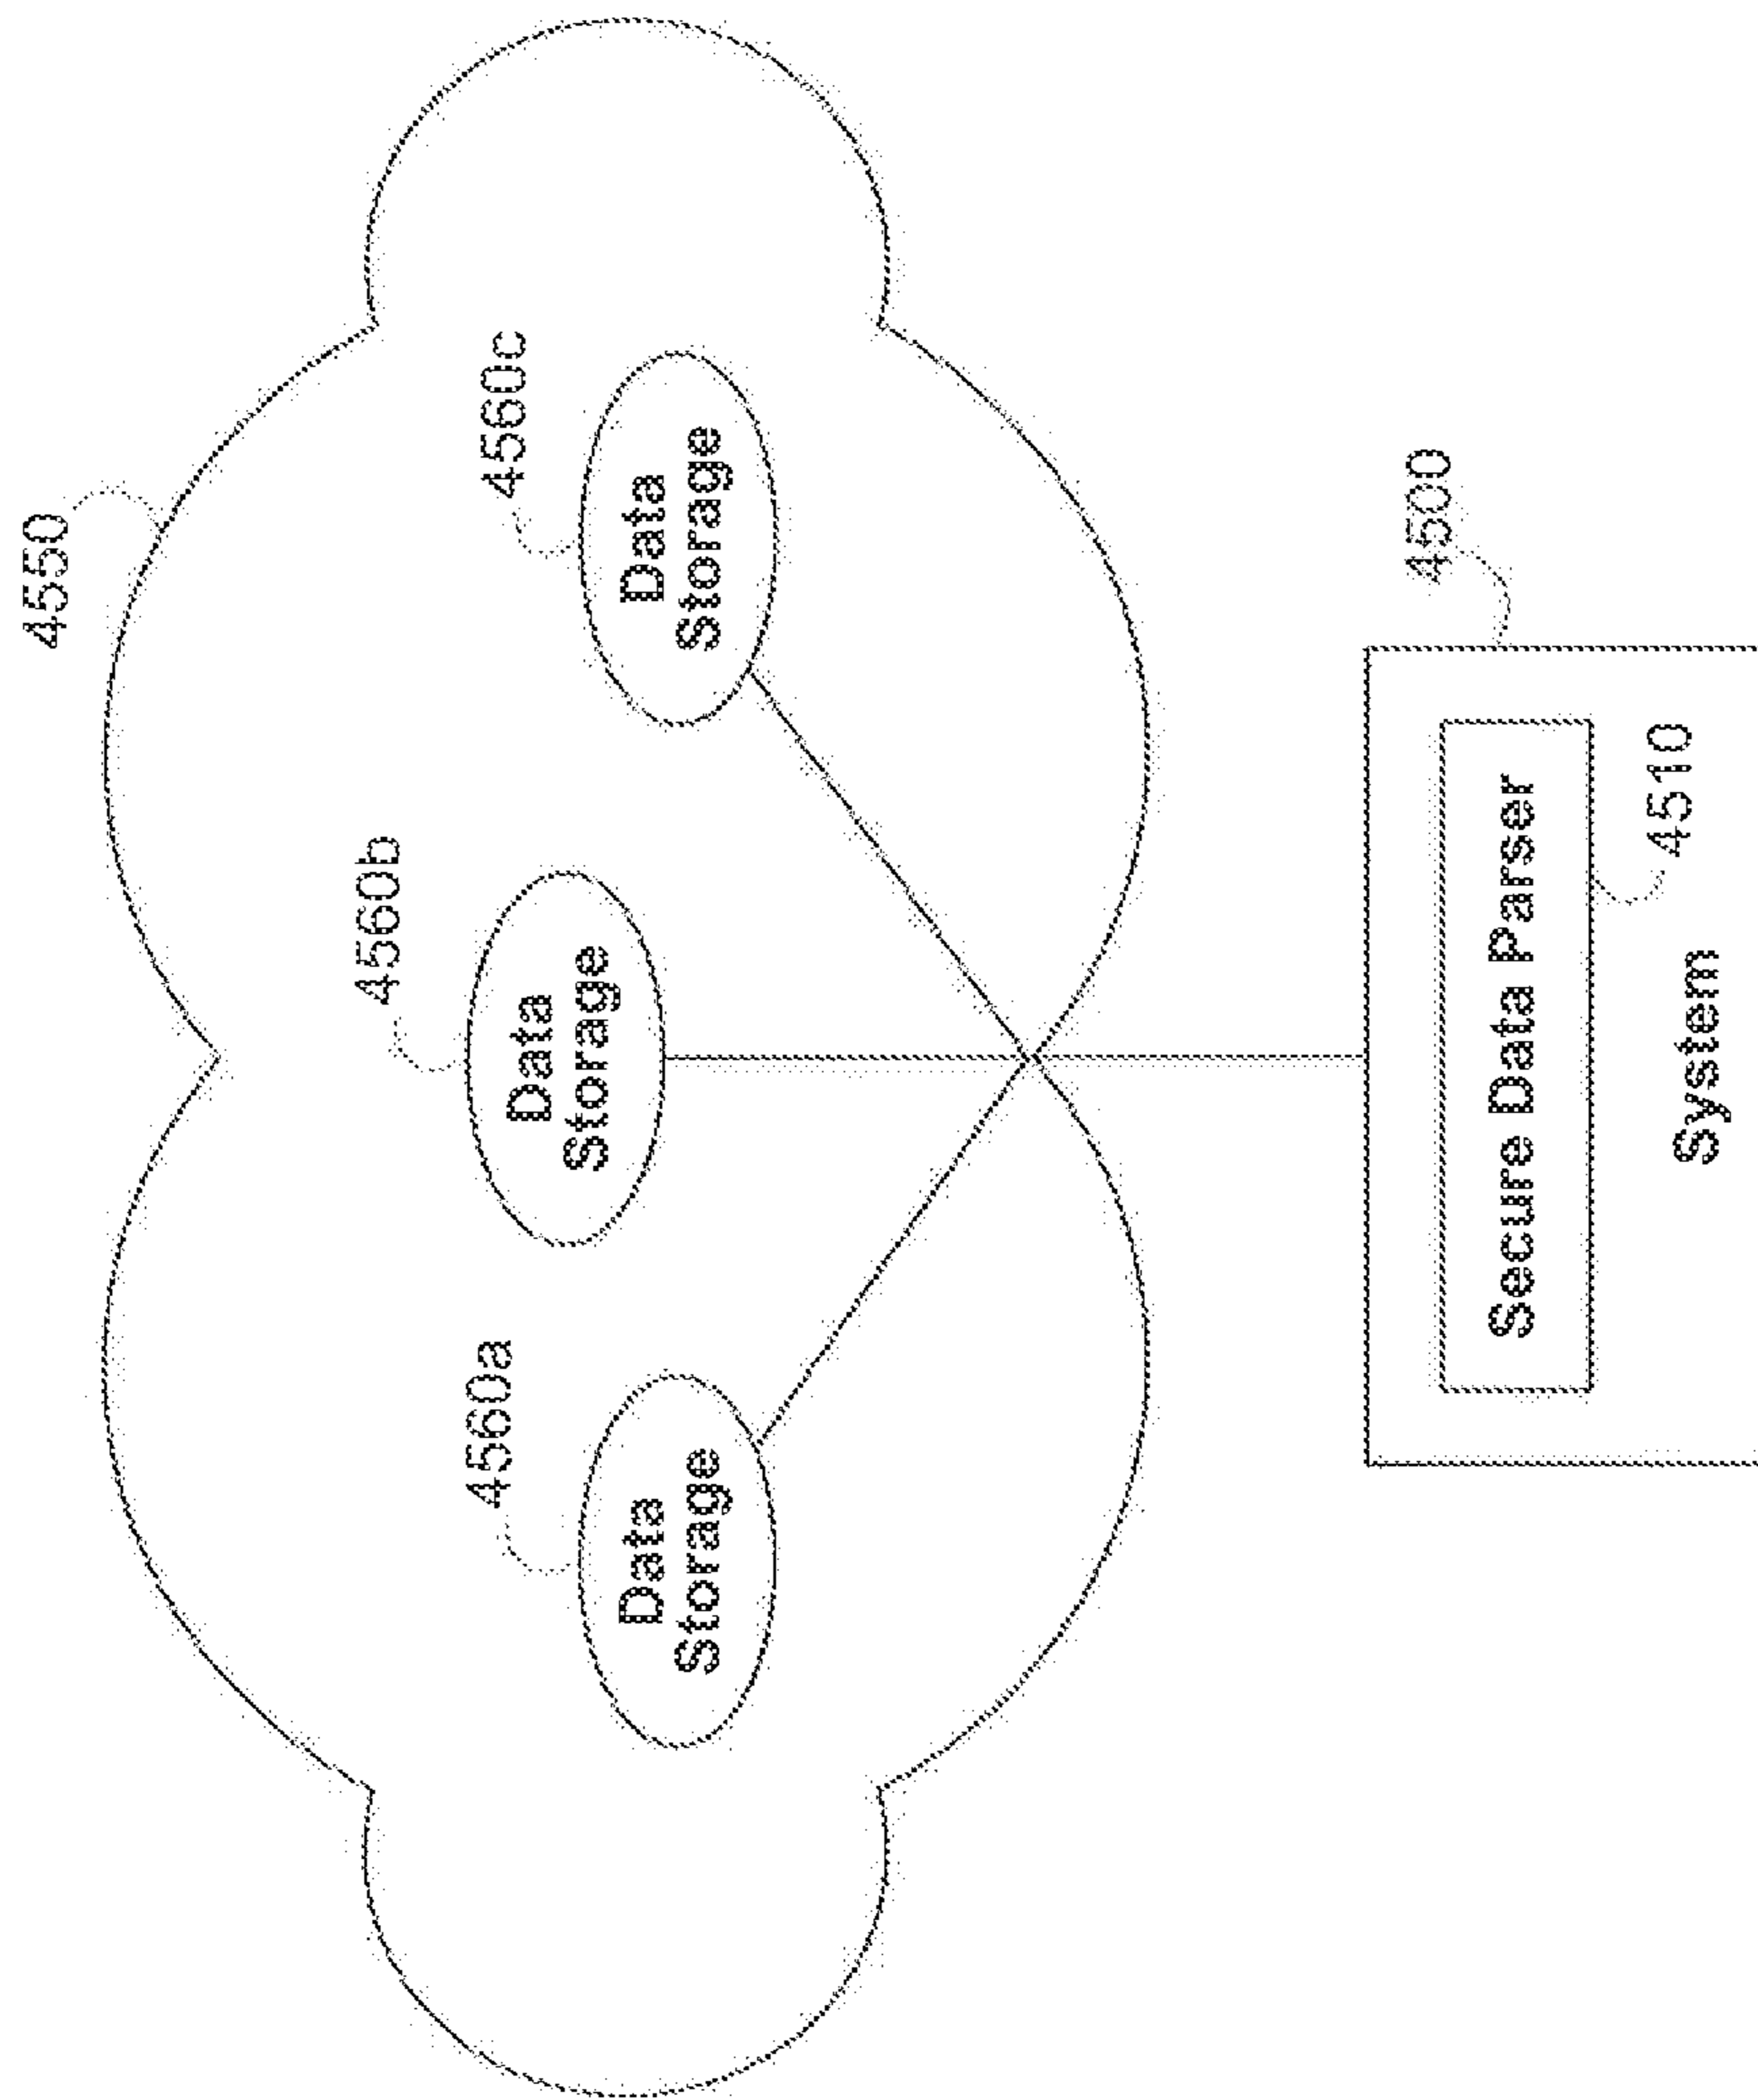 4550
4560b
Data
Storage
4560a
Data
Storage
4560c
Data
Storage
4500
Secure Data Parser
4510
System